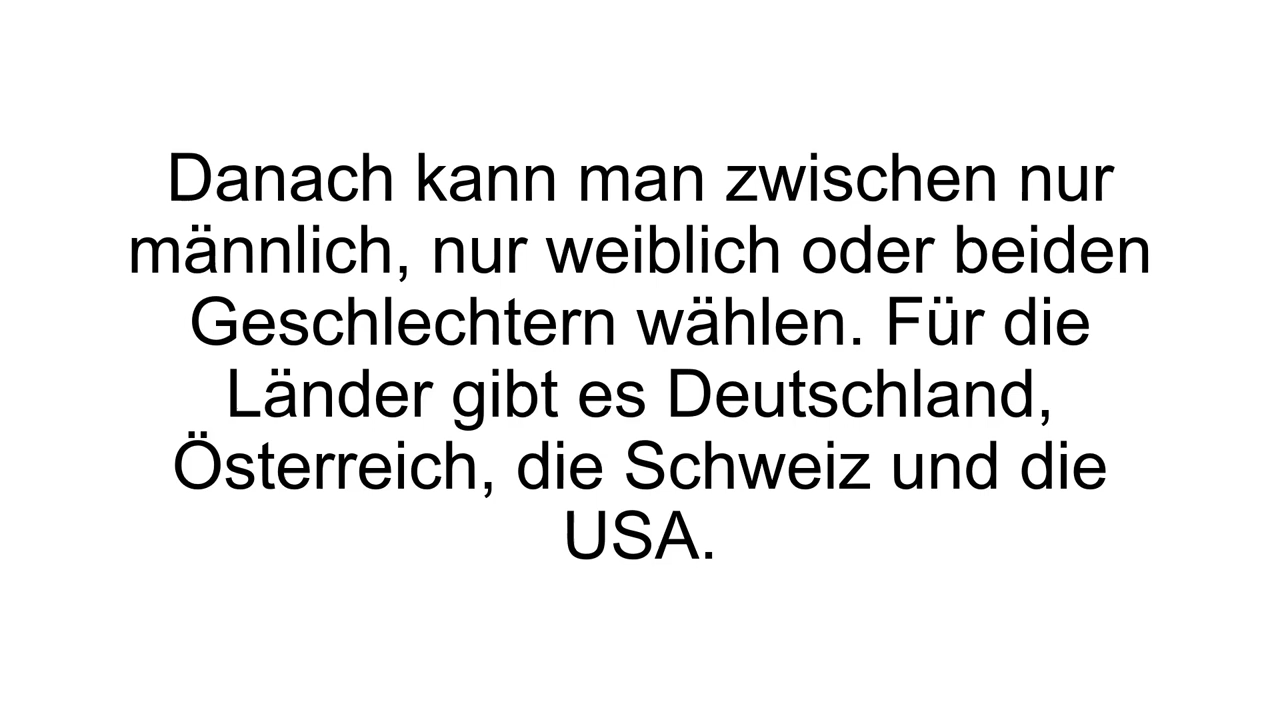 Danach kann man zwischen nur
männlich, nur weiblich oder beiden
Geschlechtern wählen. Für die
Länder gibt es Deutschland,
Österreich, die Schweiz und die
USA.